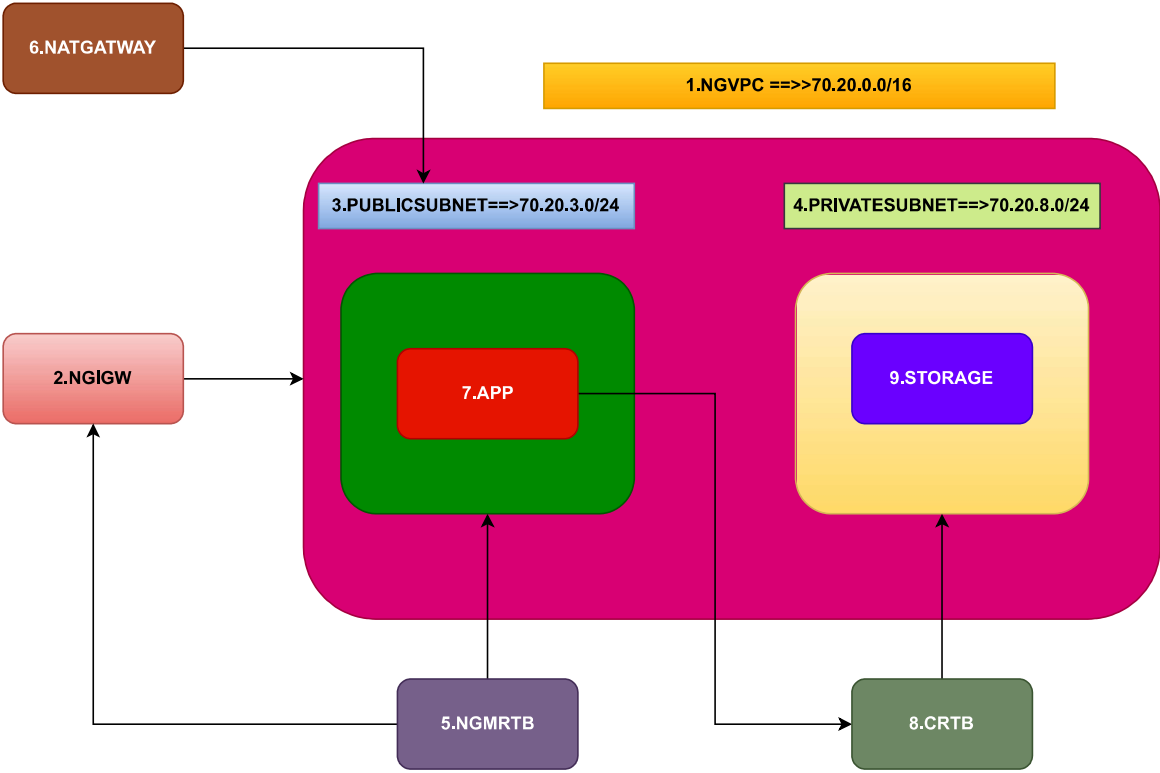 6.NATGATWAY
1.NGVPC ==>>70.20.0.0/16
3.PUBLICSUBNET==>70.20.3.0/24
4.PRIVATESUBNET==>70.20.8.0/24
2.NGIGW
7.APP
9.STORAGE
5.NGMRTB
8.CRTB